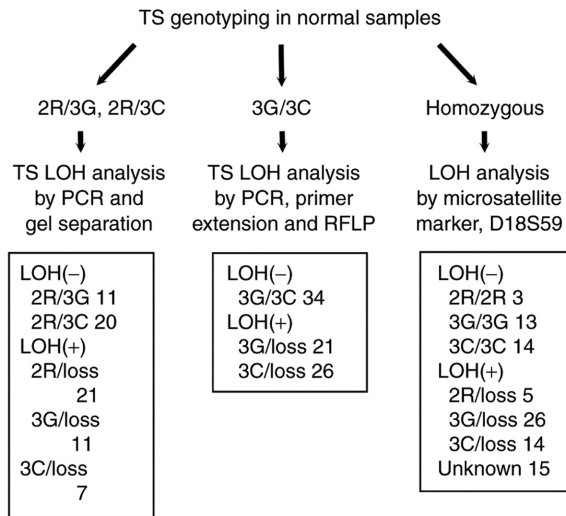 TS genotyping in normal samples
2R/3G, 2R/3C
TS LOH analysis
by PCR and
gel separation
LOH(−)
2R/3G 11
2R/3C 20
LOH(+)
2R/loss
21
3G/loss
11
3C/loss
7
3G/3C
TS LOH analysis
by PCR, primer
extension and RFLP
LOH(−)
3G/3C 34
LOH(+)
3G/loss 21
3C/loss 26
Homozygous
LOH analysis
by microsatellite
marker, D18S59
LOH(−)
2R/2R 3
3G/3G 13
3C/3C 14
LOH(+)
2R/loss 5
3G/loss 26
3C/loss 14
Unknown 15